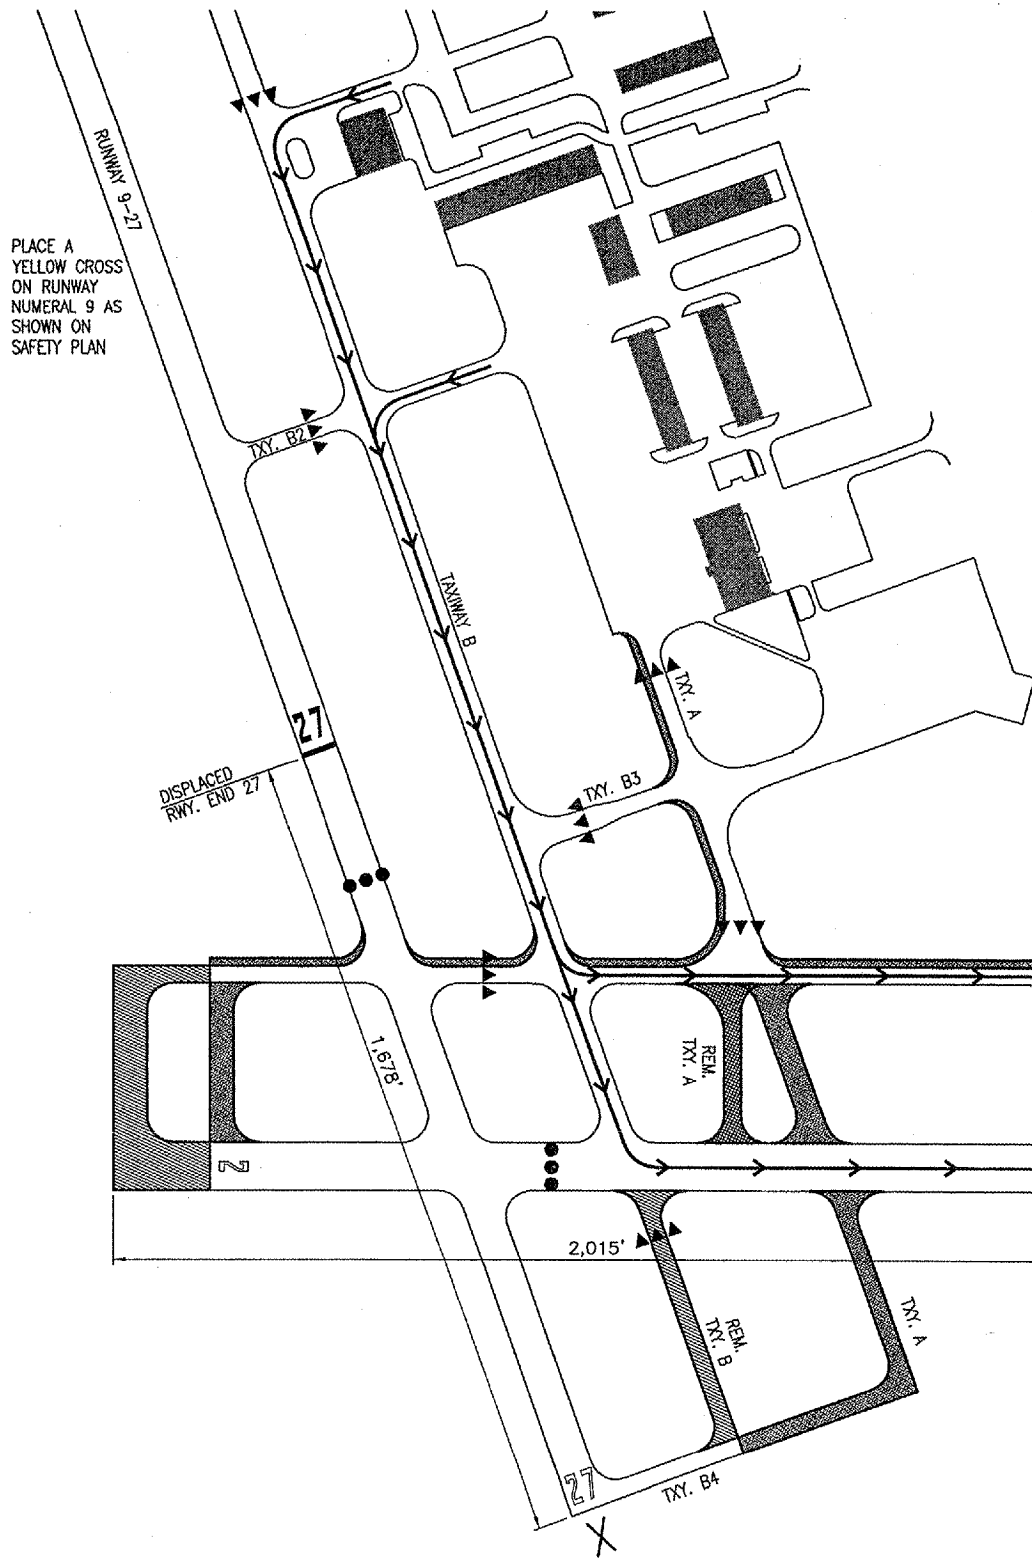 RUNWAY 9-27
PLACE A
YELLOW CROSS
ON RUNWAY
NUMERAL 9 AS
SHOWN ON
SAFETY PLAN
TXY. B2
TAXIWAY B
TXY. A
27
DISPLACED
RWY. END 27
TXY. B3
1,678'
REM.
TXY. A
2
2,015'
REM.
TXY. B
TXY. A
27
TXY. B4
X